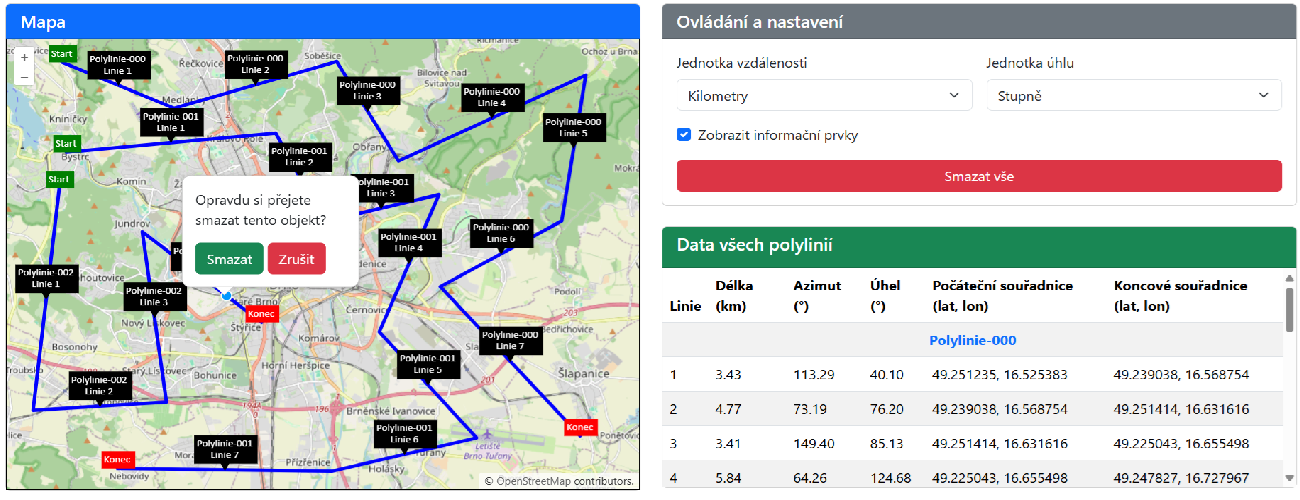 Mapa
+
−
Start
Polylinie-000
Linie 1
Řečkovice
Polylinie-000
Linie 2
Soběšice
Ochoz u Brna
Bílovice nad
Svitavou
Polylinie-000
Linie 3
Polylinie-000
Linie 4
Polylinie-000
Linie 5
Kníničky
Polylinie-001
Linie 1
Start
Bystrc
Polylinie-001
Linie 2
Obřany
Start
Komín
Polylinie-001
Linie 3
Jundrov
Opravdu si přejete
smazat tento objekt?
Smazat
Zrušit
Polylinie-001
Linie 4
Polylinie-000
Linie 6
Polylinie-002
Linie 1
Polylinie-002
Linie 3
Staré Brno
Konec
Podolí
Černovice
Nový Lískovec
Štýřice
Komárov
Bosonohy
Polylinie-000
Linie 7
Starý Lískovec
Bohunice
Horní Heršpice
Polylinie-001
Linie 5
Šlapanice
Polylinie-002
Linie 2
194
Brněnské Ivanovice
Polylinie-001
Linie 6
Konec
Ponětovice
Letiště
Brno-Tuřany
Tuřany
Polylinie-001
Linie 7
Konec
Nebovidy
Přízřenice
Holásky
© OpenStreetMap contributors.
Ovládání a nastavení
Jednotka vzdálenosti
Jednotka úhlu
Kilometry
Stupně
Zobrazit informační prvky
Smazat vše
Data všech polylinií
Linie Délka (km) Azimut (°) Úhel (°) Počáteční souřadnice (lat, lon) Koncové souřadnice (lat, lon)
Polylinie-000
1 3.43 113.29 40.10 49.251235, 16.525383 49.239038, 16.568754
2 4.77 73.19 76.20 49.239038, 16.568754 49.251414, 16.631616
3 3.41 149.40 85.13 49.251414, 16.631616 49.225043, 16.655498
4 5.84 64.26 124.68 49.225043, 16.655498 49.247827, 16.727967